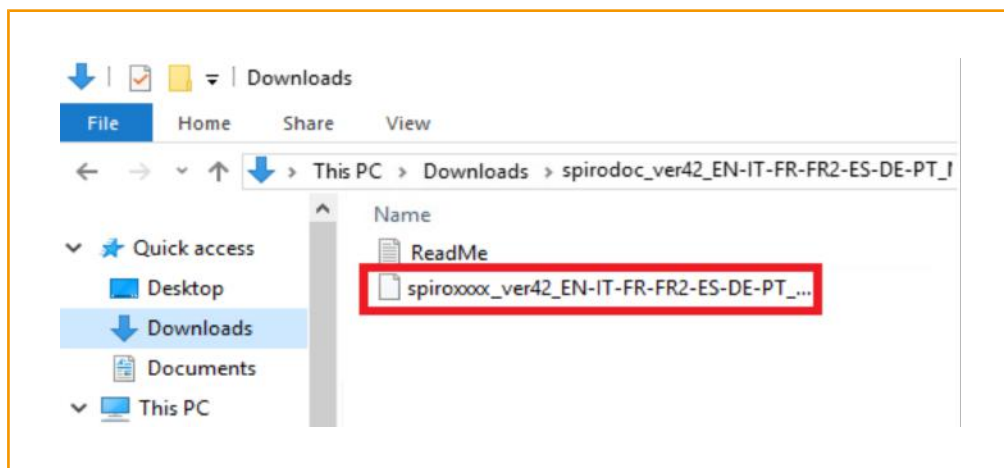 Downloads
File Home Share View
This PC > Downloads > spirodoc_ver42_EN-IT-FR-FR2-ES-DE-PT_
Name
Quick access
ReadMe
Desktop
spiroxxxx_ver42_EN-IT-FR-FR2-ES-DE-PT_...
Downloads
Documents
This PC